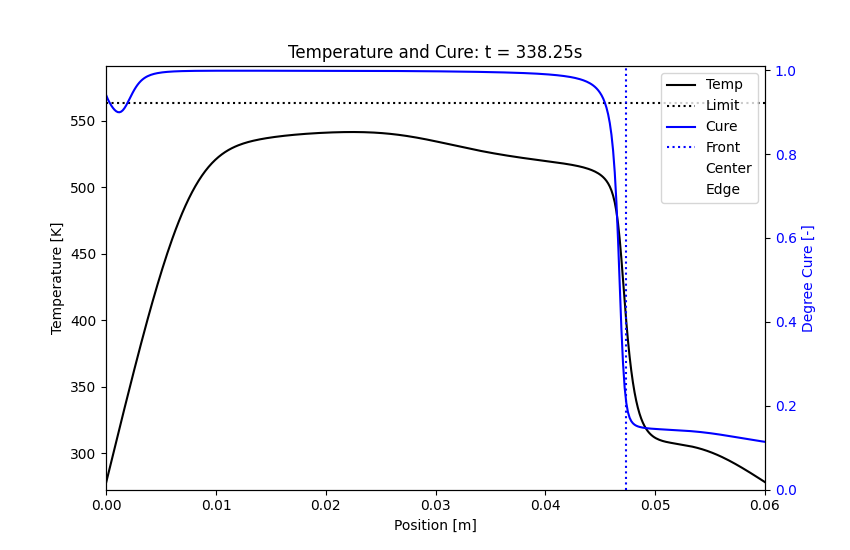 Temperature and Cure: t = 338.25s
Temp
Limit
Cure
Front
Center
Edge
Temperature [K]
550
500
450
400
350
300
1.0
0.8
0.6
0.4
0.2
0.0
Degree Cure [-]
0.00
0.01
0.02
0.03
0.04
0.05
0.06
Position [m]